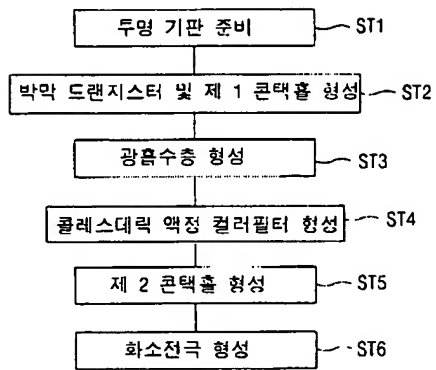 투명 기판 준비 ST1
박막 드랜지스터 및 제 1 콘택홀 형성 ST2
광흡수층 형성 ST3
콜레스데릭 액정 컬러필터 형성 ST4
제 2 콘택홀 형성 ST5
화소전극 형성 ST6